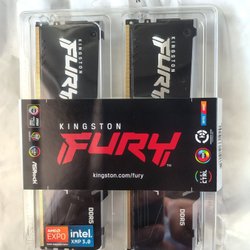 KINGSTON
FURY
KINGSTON
FURY
KINGSTON
FURY
kingston.com/fury
AMD
EXPO
intel
XMP 3.0
DDR5
DDR5